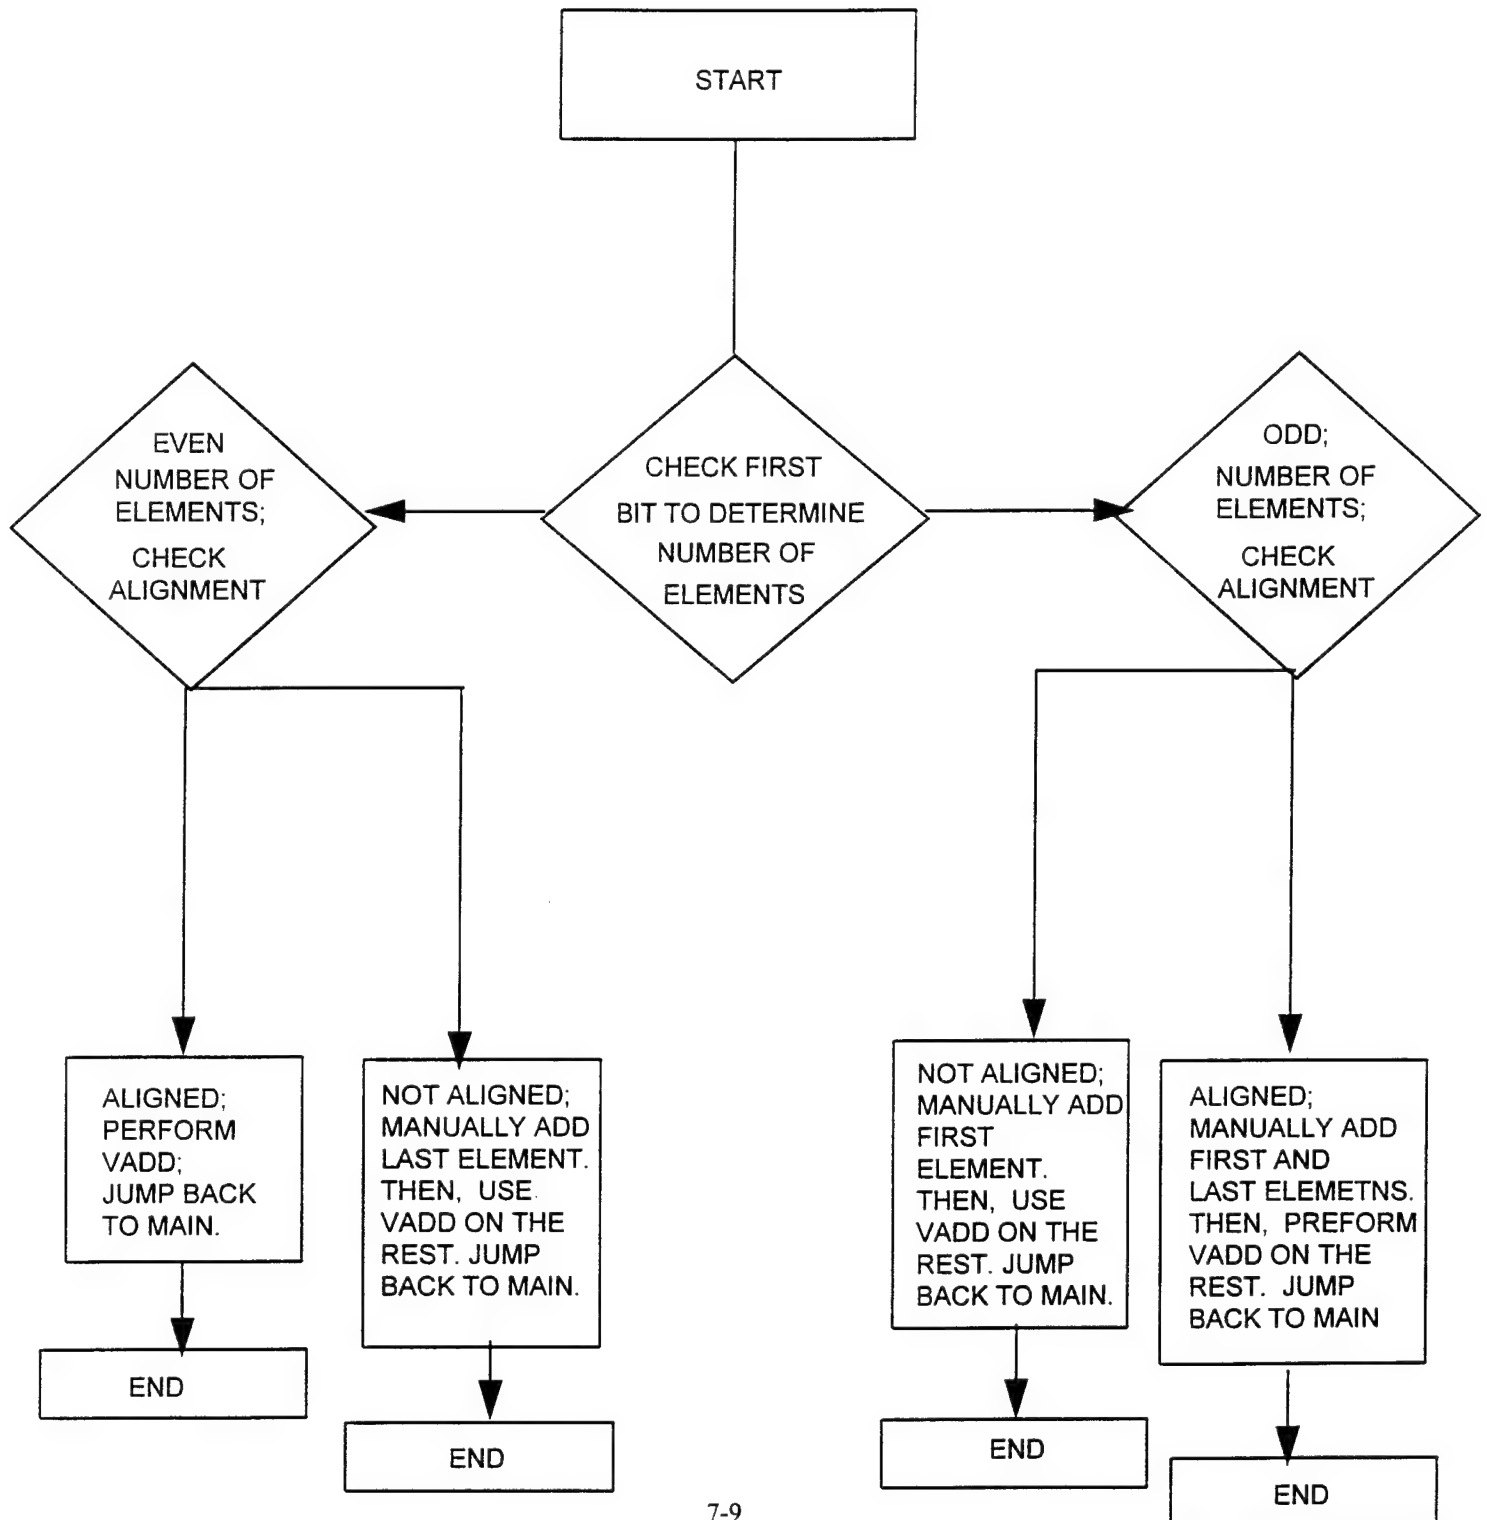 START
EVEN
NUMBER OF
ELEMENTS;
CHECK
ALIGNMENT
CHECK FIRST
BIT TO DETERMINE
NUMBER OF
ELEMENTS
ODD;
NUMBER OF
ELEMENTS;
CHECK
ALIGNMENT
ALIGNED;
PERFORM
VADD;
JUMP BACK
TO MAIN.
NOT ALIGNED;
MANUALLY ADD
LAST ELEMENT.
THEN, USE
VADD ON THE
REST. JUMP
BACK TO MAIN.
NOT ALIGNED;
MANUALLY ADD
FIRST
ELEMENT.
THEN, USE
VADD ON THE
REST. JUMP
BACK TO MAIN.
ALIGNED;
MANUALLY ADD
FIRST AND
LAST ELEMETNS.
THEN, PREFORM
VADD ON THE
REST. JUMP
BACK TO MAIN
END
END
END
END
7-9